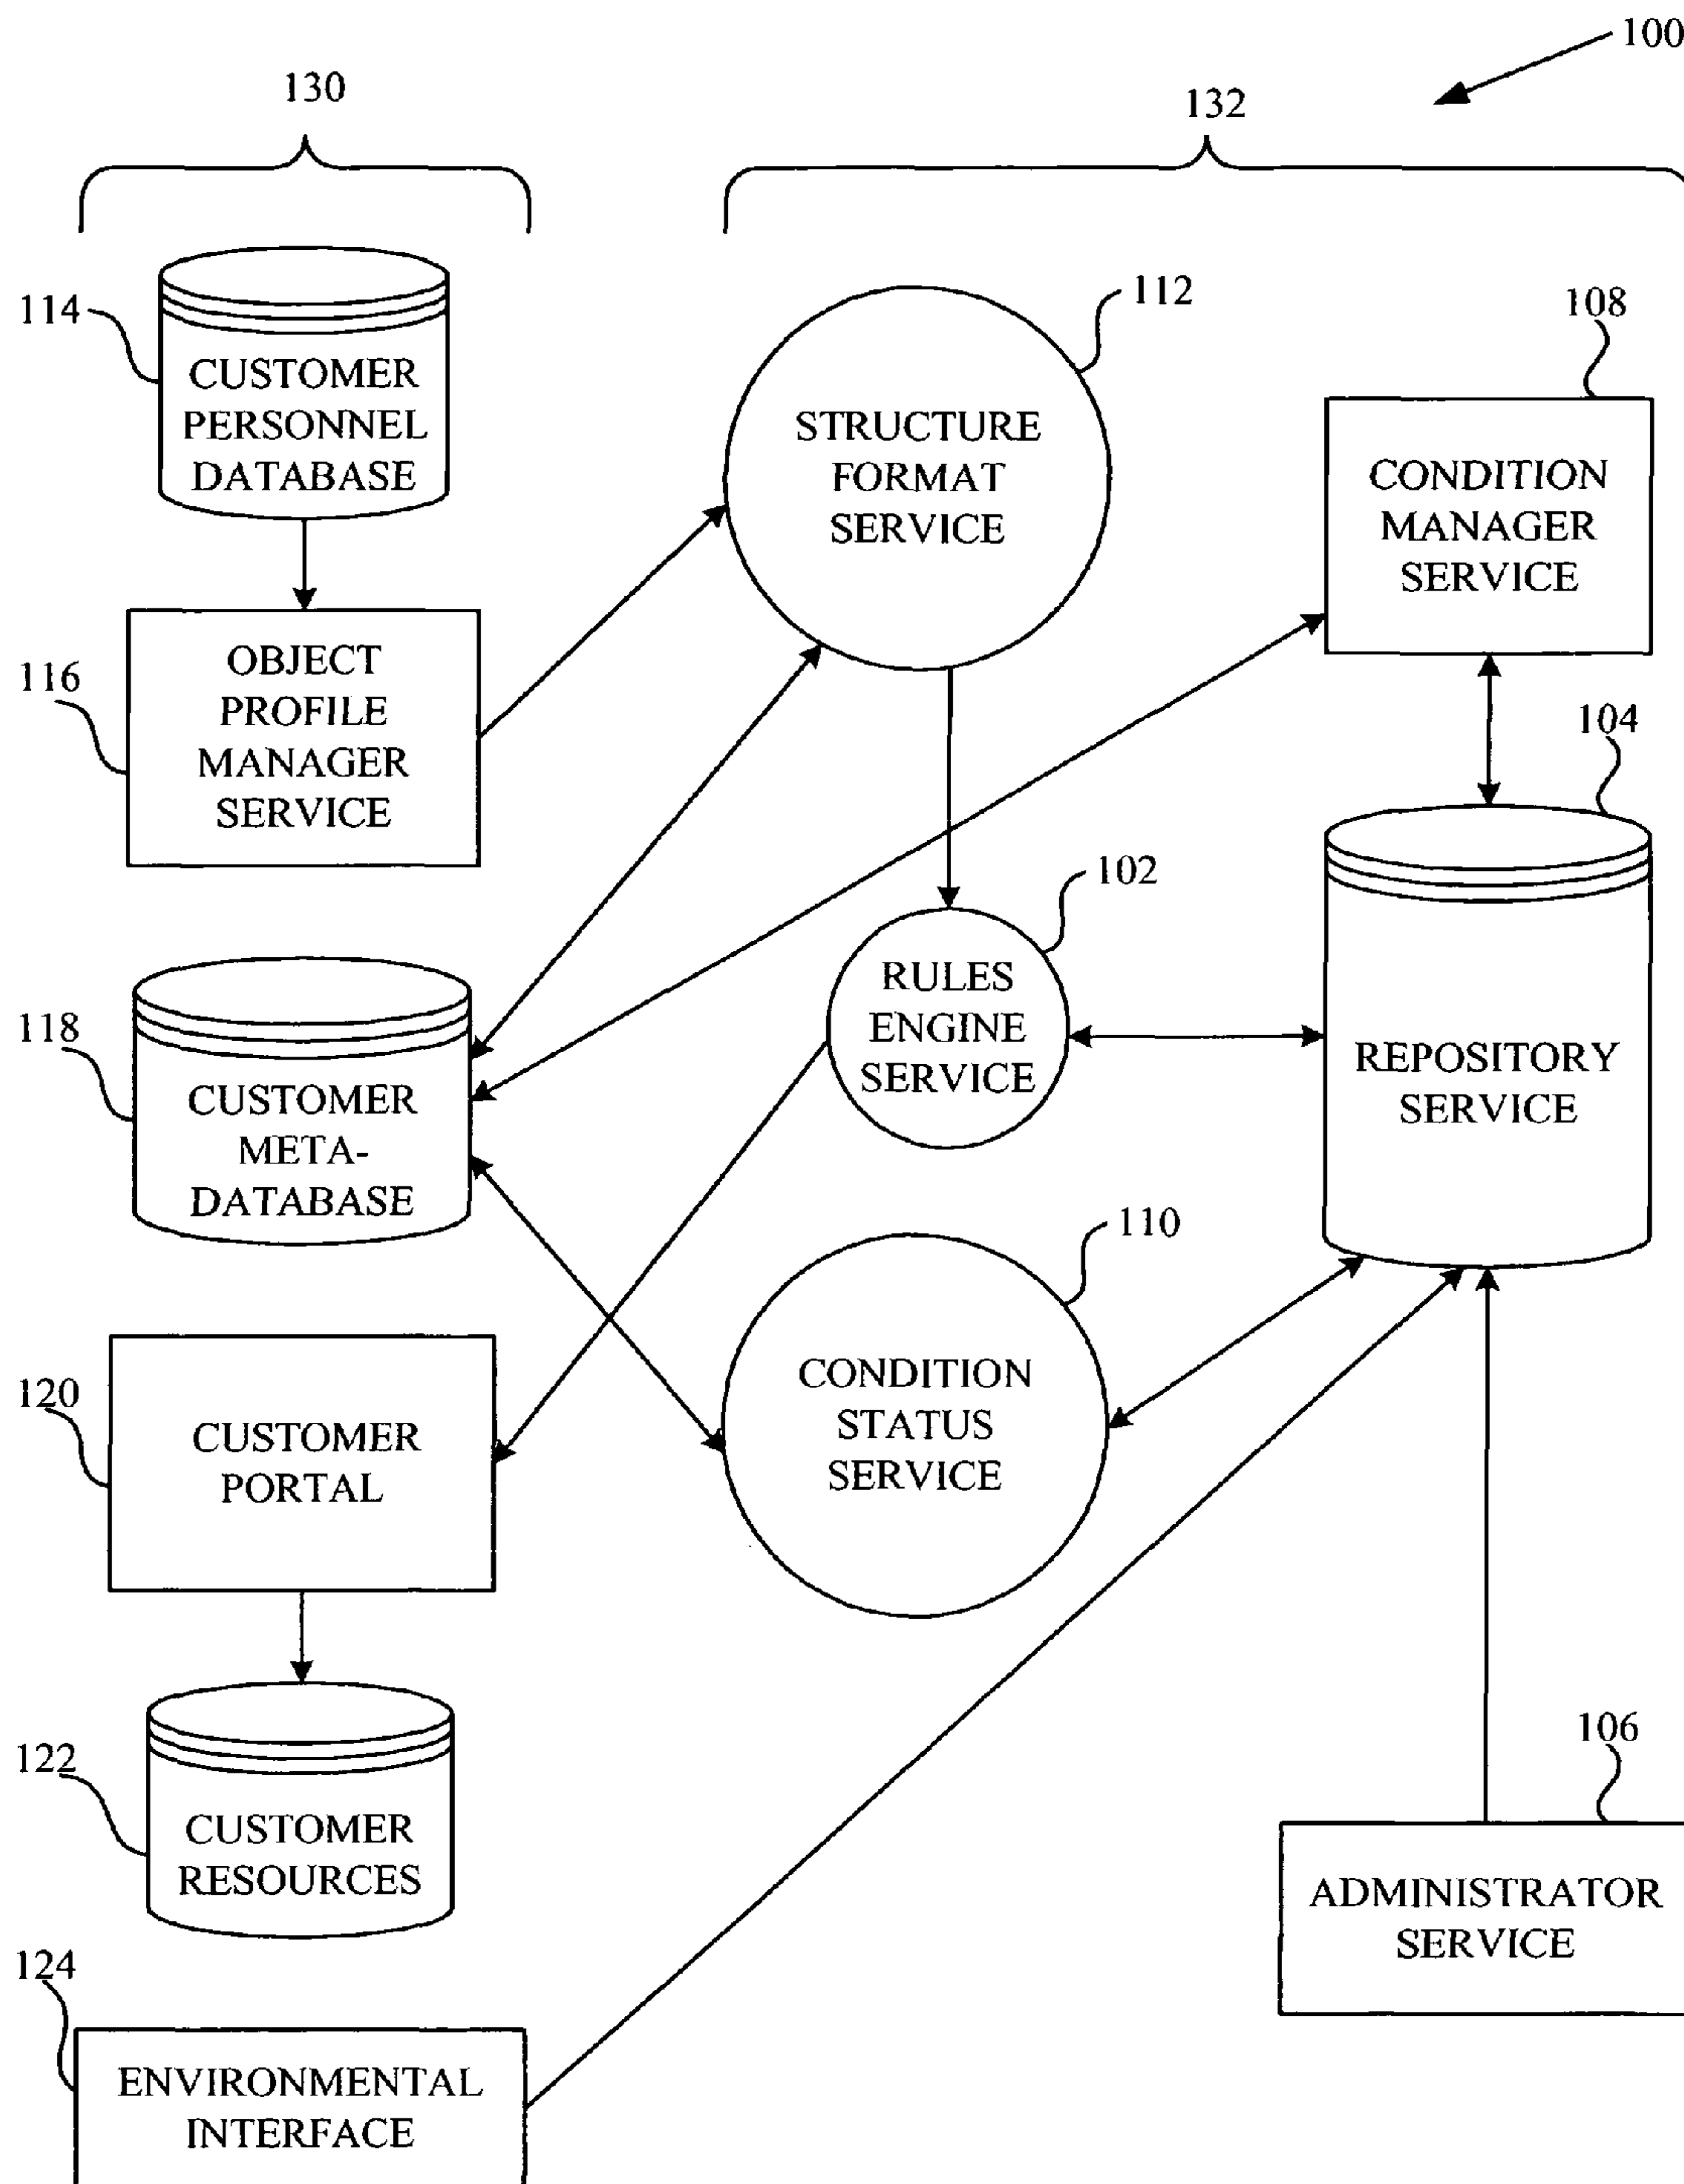 100
130
132
114
CUSTOMER
PERSONNEL
DATABASE
112
STRUCTURE
FORMAT
SERVICE
108
CONDITION
MANAGER
SERVICE
116
OBJECT
PROFILE
MANAGER
SERVICE
104
REPOSITORY
SERVICE
102
RULES
ENGINE
SERVICE
118
CUSTOMER
META-
DATABASE
110
CONDITION
STATUS
SERVICE
120
CUSTOMER
PORTAL
122
CUSTOMER
RESOURCES
106
ADMINISTRATOR
SERVICE
124
ENVIRONMENTAL
INTERFACE